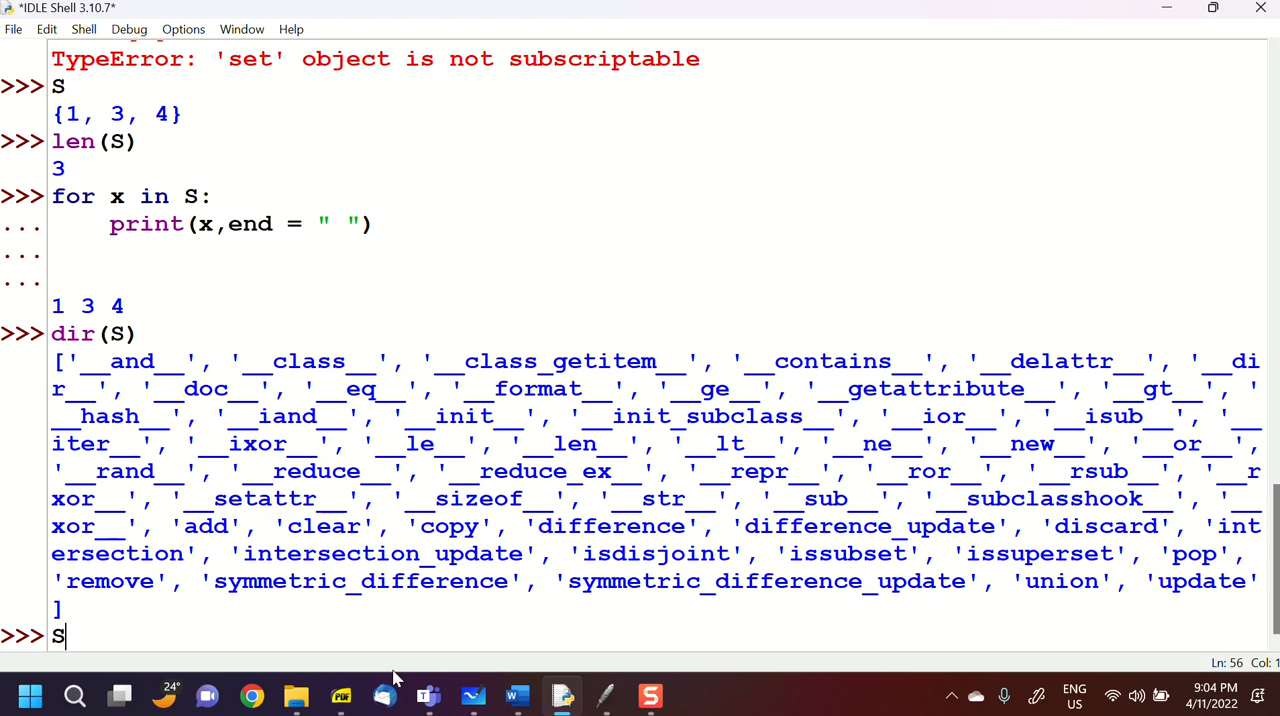 *IDLE Shell 3.10.7*
File Edit Shell Debug Options Window Help
TypeError: 'set' object is not subscriptable
>>> S
{1, 3, 4}
>>> len(S)
3
>>> for x in S:
...     print(x,end = " ")
...
...
1 3 4
>>> dir(S)
['__and__', '__class__', '__class_getitem__', '__contains__', '__delattr__', '__di
r__', '__doc__', '__eq__', '__format__', '__ge__', '__getattribute__', '__gt__', '
__hash__', '__iand__', '__init__', '__init_subclass__', '__ior__', '__isub__', '__
iter__', '__ixor__', '__le__', '__len__', '__lt__', '__ne__', '__new__', '__or__',
'__rand__', '__reduce__', '__reduce_ex__', '__repr__', '__ror__', '__rsub__', '__r
xor__', '__setattr__', '__sizeof__', '__str__', '__sub__', '__subclasshook__', '__
xor__', 'add', 'clear', 'copy', 'difference', 'difference_update', 'discard', 'int
ersection', 'intersection_update', 'isdisjoint', 'issubset', 'issuperset', 'pop',
'remove', 'symmetric_difference', 'symmetric_difference_update', 'union', 'update'
]
>>> S
Ln: 56 Col: 1
24°
PDF
ENG
US
9:04 PM
4/11/2022